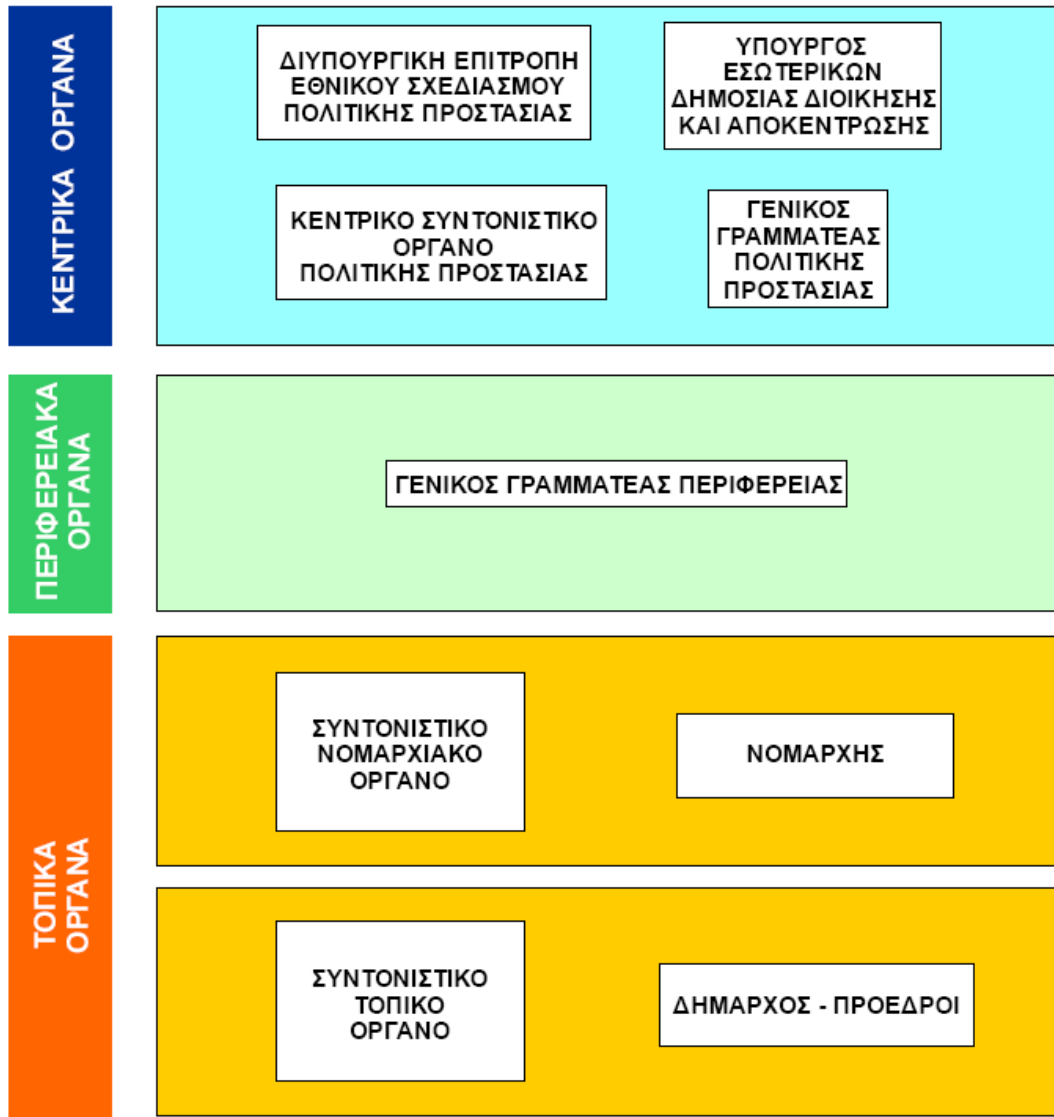 ΚΕΝΤΡΙΚΑ ΟΡΓΑΝΑ
ΔΙΥΠΟΥΡΓΙΚΗ ΕΠΙΤΡΟΠΗ
ΕΘΝΙΚΟΥ ΣΧΕΔΙΑΣΜΟΥ
ΠΟΛΙΤΙΚΗΣ ΠΡΟΣΤΑΣΙΑΣ
ΥΠΟΥΡΓΟΣ
ΕΣΩΤΕΡΙΚΩΝ
ΔΗΜΟΣΙΑΣ ΔΙΟΙΚΗΣΗΣ
ΚΑΙ ΑΠΟΚΕΝΤΡΩΣΗΣ
ΚΕΝΤΡΙΚΟ ΣΥΝΤΟΝΙΣΤΙΚΟ
ΟΡΓΑΝΟ
ΠΟΛΙΤΙΚΗΣ ΠΡΟΣΤΑΣΙΑΣ
ΓΕΝΙΚΟΣ
ΓΡΑΜΜΑΤΕΑΣ
ΠΟΛΙΤΙΚΗΣ
ΠΡΟΣΤΑΣΙΑΣ
ΠΕΡΙΦΕΡΕΙΑΚΑ
ΟΡΓΑΝΑ
ΓΕΝΙΚΟΣ ΓΡΑΜΜΑΤΕΑΣ ΠΕΡΙΦΕΡΕΙΑΣ
ΤΟΠΙΚΑ
ΟΡΓΑΝΑ
ΣΥΝΤΟΝΙΣΤΙΚΟ
ΝΟΜΑΡΧΙΑΚΟ
ΟΡΓΑΝΟ
ΝΟΜΑΡΧΗΣ
ΣΥΝΤΟΝΙΣΤΙΚΟ
ΤΟΠΙΚΟ
ΟΡΓΑΝΟ
ΔΗΜΑΡΧΟΣ - ΠΡΟΕΔΡΟΙ